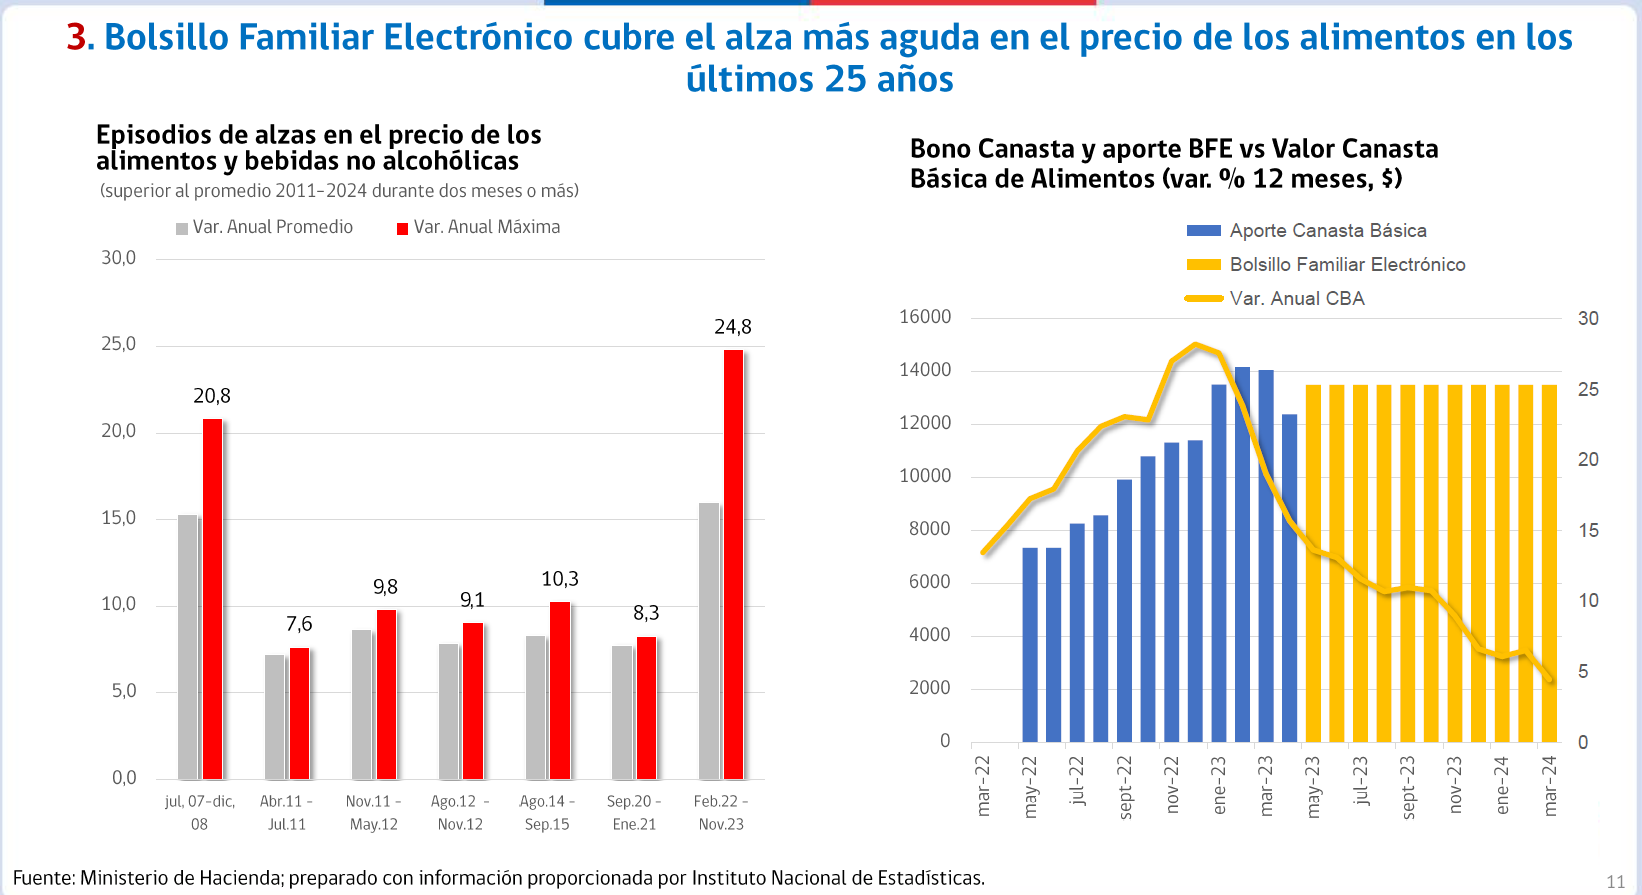 3. Bolsillo Familiar Electrónico cubre el alza más aguda en el precio de los alimentos en los
últimos 25 años
Episodios de alzas en el precio de los
alimentos y bebidas no alcohólicas
(superior al promedio 2011-2024 durante dos meses o más)
Var. Anual Promedio
Var. Anual Máxima
30,0
25,0
20,0
15,0
10,0
5,0
0,0
20,8
7,6
9,8
9,1
10,3
8,3
24,8
jul, 07-dic,
08
Abr.11 -
Jul.11
Nov.11 -
May.12
Ago.12 -
Nov.12
Ago.14 -
Sep.15
Sep.20 -
Ene.21
Feb.22 -
Nov.23
Bono Canasta y aporte BFE vs Valor Canasta
Básica de Alimentos (var. % 12 meses, $)
Aporte Canasta Básica
Bolsillo Familiar Electrónico
Var. Anual CBA
16000
14000
12000
10000
8000
6000
4000
2000
0
30
25
20
15
10
5
0
mar-22
may-22
jul-22
sept-22
nov-22
ene-23
mar-23
may-23
jul-23
sept-23
nov-23
ene-24
mar-24
Fuente: Ministerio de Hacienda; preparado con información proporcionada por Instituto Nacional de Estadísticas.
11